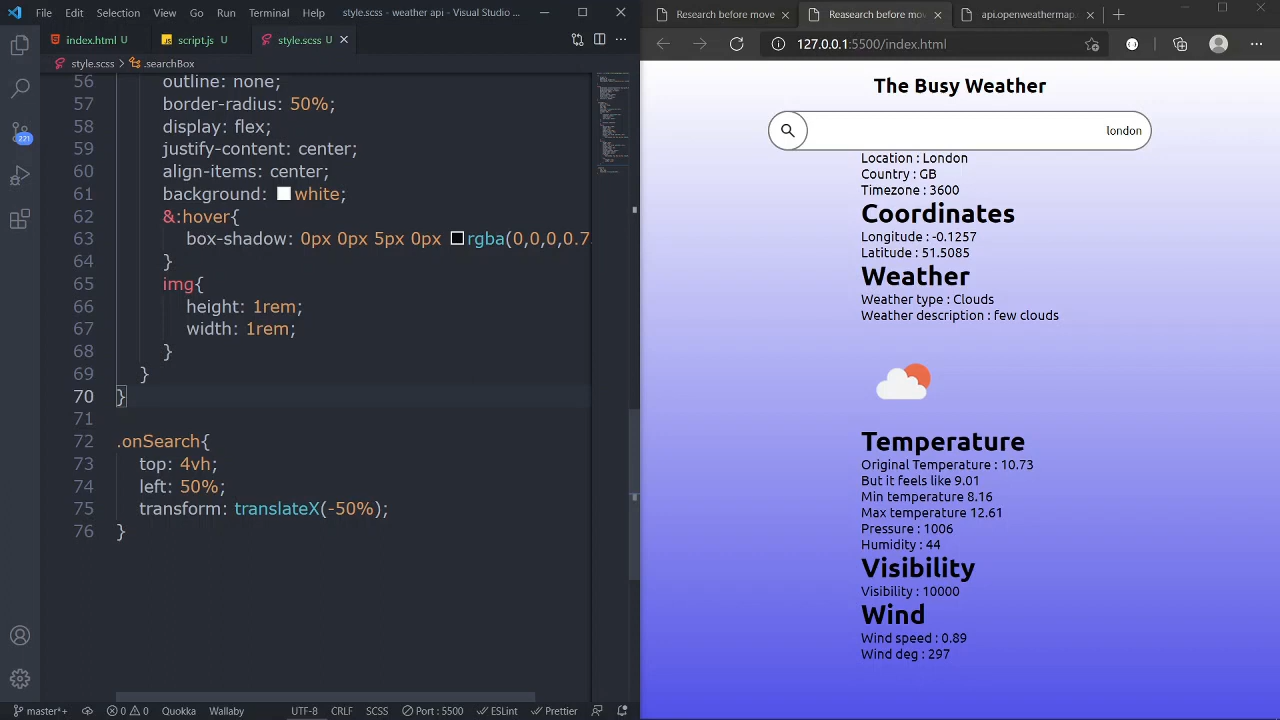 File Edit Selection View Go Run Terminal Help style.scss - weather api - Visual Studio ...
index.html U script.js U style.scss U
style.scss > .searchBox
56 outline: none;
57 border-radius: 50%;
58 display: flex;
59 justify-content: center;
60 align-items: center;
61 background: white;
62 &:hover{
63 box-shadow: 0px 0px 5px 0px rgba(0,0,0,0.7
64 }
65 img{
66 height: 1rem;
67 width: 1rem;
68 }
69 }
70 }
71
72 .onSearch{
73 top: 4vh;
74 left: 50%;
75 transform: translateX(-50%);
76 }
221
master*+ 0 0 Quokka Wallaby UTF-8 CRLF SCSS Port : 5500 ESLint Prettier
Research before move
Reasearch before mo
api.openweathermap.
127.0.0.1:5500/index.html
The Busy Weather
london
Location : London
Country : GB
Timezone : 3600
Coordinates
Longitude : -0.1257
Latitude : 51.5085
Weather
Weather type : Clouds
Weather description : few clouds
Temperature
Original Temperature : 10.73
But it feels like 9.01
Min temperature 8.16
Max temperature 12.61
Pressure : 1006
Humidity : 44
Visibility
Visibility : 10000
Wind
Wind speed : 0.89
Wind deg : 297